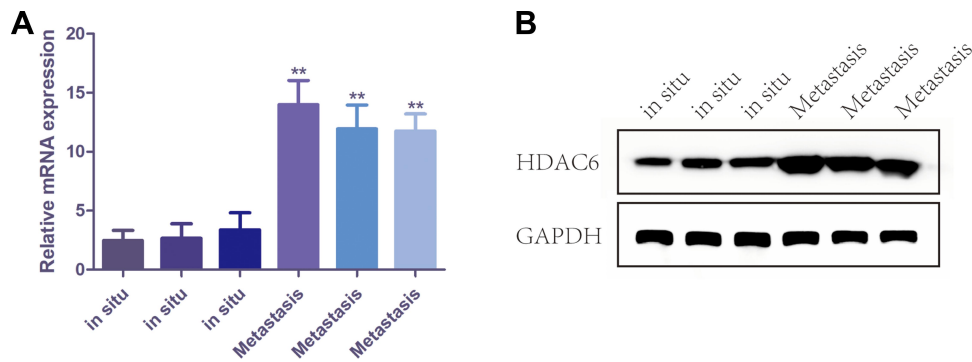 A
Relative mRNA expression
20
15
10
5
0
**
**
**
in situ
in situ
in situ
Metastasis
Metastasis
Metastasis
B
in situ
in situ
in situ
Metastasis
Metastasis
Metastasis
HDAC6
GAPDH